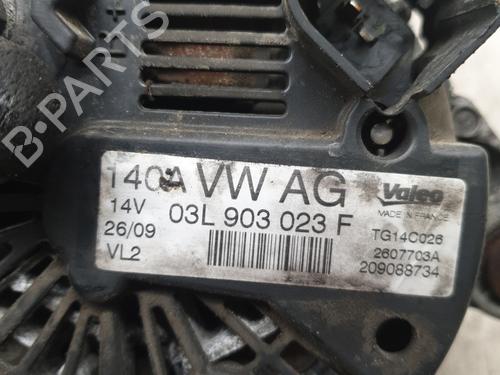 B-PARTS
140A VW AG
Valeo
MADE IN FRANCE
14V 03L 903 023 F
26/09
VL2
TG14C026
2607703A
209088734